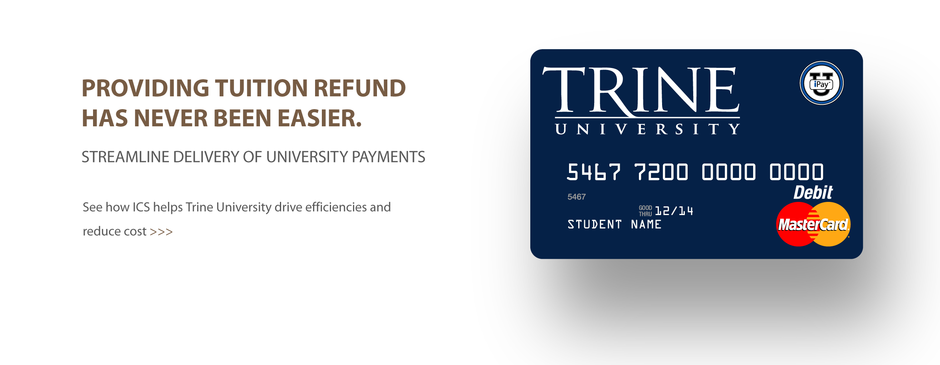 PROVIDING TUITION REFUND
HAS NEVER BEEN EASIER.
STREAMLINE DELIVERY OF UNIVERSITY PAYMENTS
See how ICS helps Trine University drive efficiencies and
reduce cost >>>
TRINE
UNIVERSITY
U
iPay
5467 7200 0000 0000
5467
Debit
GOOD
THRU 12/14
STUDENT NAME
MasterCard